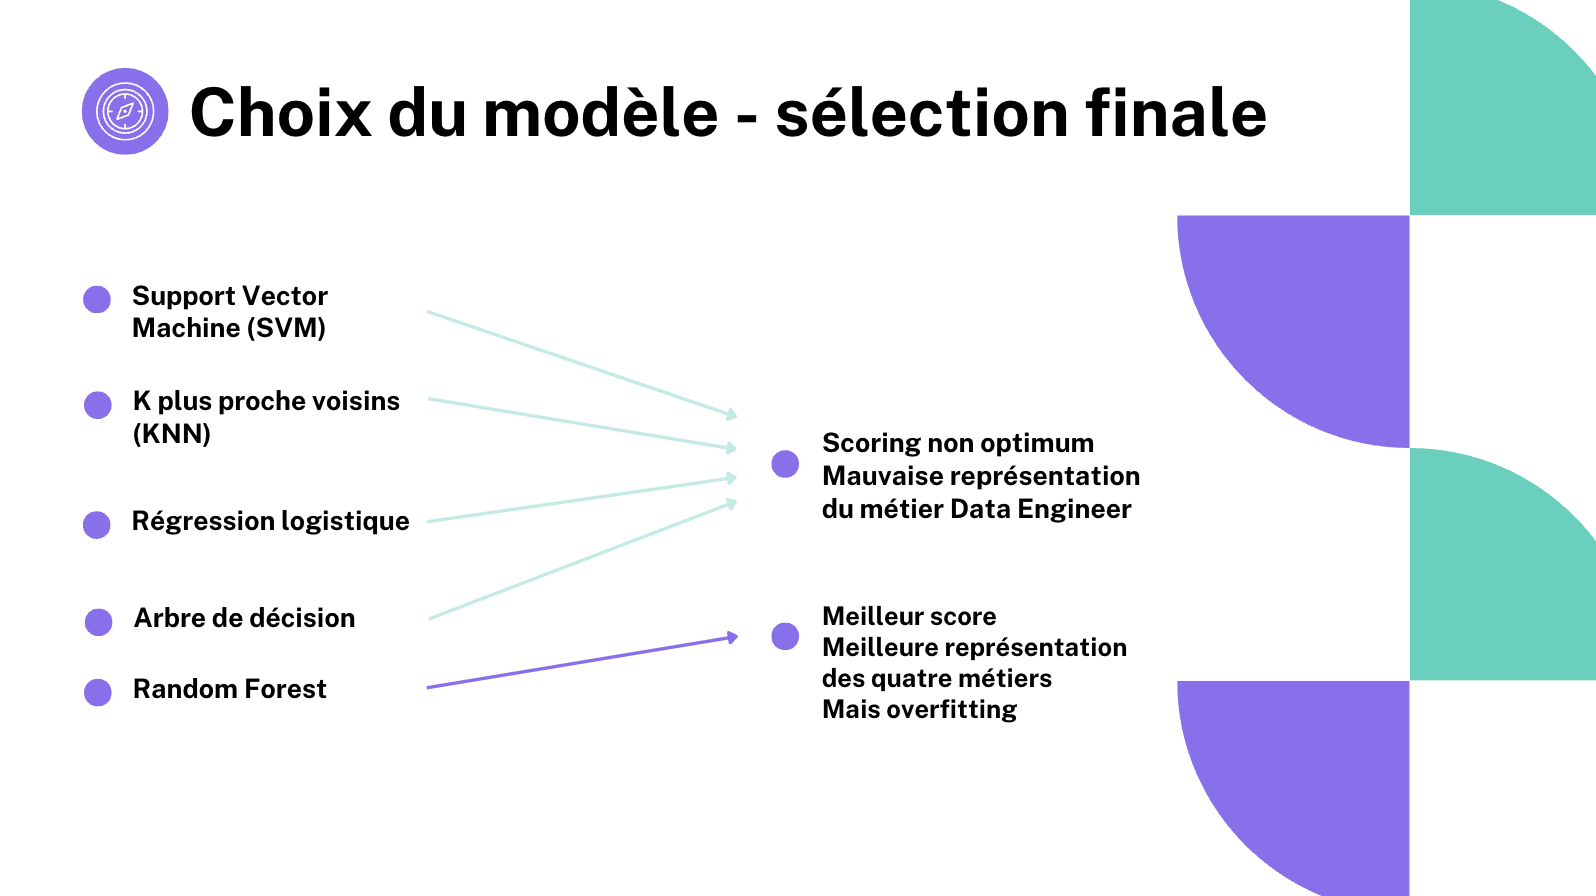 Choix du modèle - sélection finale
Support Vector
Machine (SVM)
K plus proche voisins
(KNN)
Régression logistique
Arbre de décision
Random Forest
Scoring non optimum
Mauvaise représentation
du métier Data Engineer
Meilleur score
Meilleure représentation
des quatre métiers
Mais overfitting